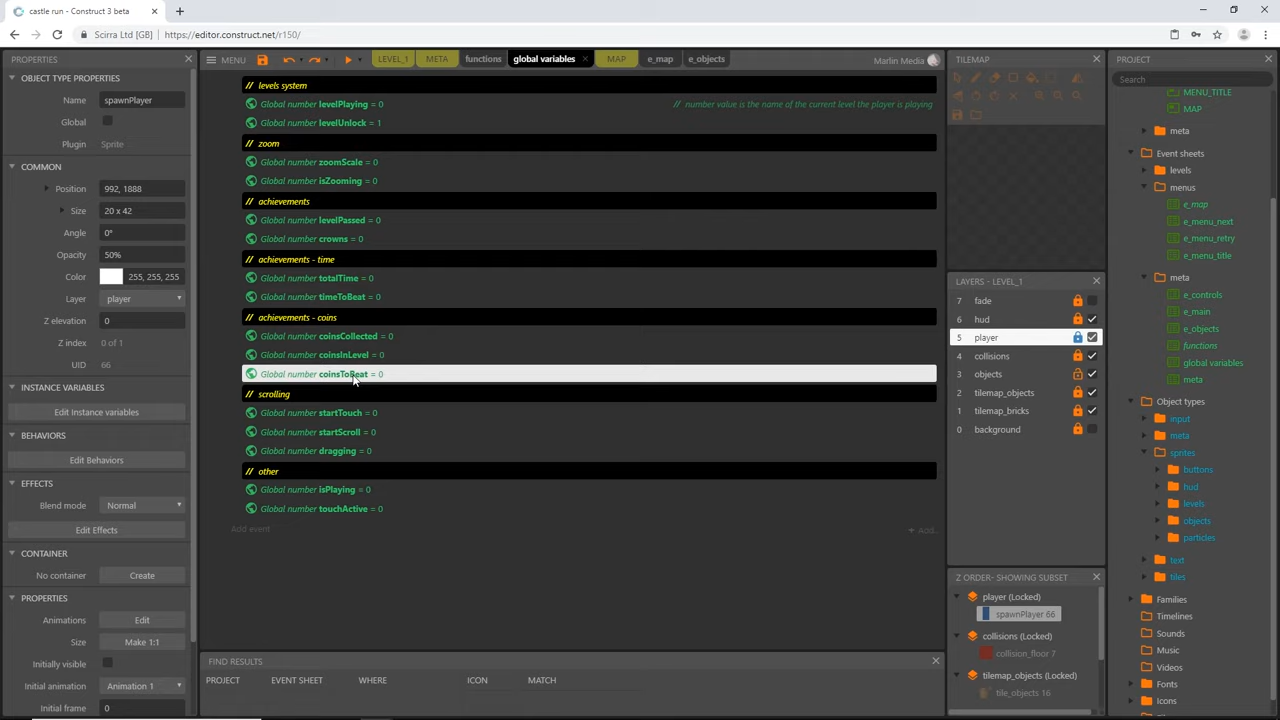 castle run - Construct 3 beta
Scirra Ltd [GB] | https://editor.construct.net/r150/
PROPERTIES
OBJECT TYPE PROPERTIES
Name spawnPlayer
Global
Plugin Sprite
COMMON
Position 992, 1888
Size 20 x 42
Angle 0°
Opacity 50%
Color 255, 255, 255
Layer player
Z elevation 0
Z index 0 of 1
UID 66
INSTANCE VARIABLES
Edit Instance variables
BEHAVIORS
Edit Behaviors
EFFECTS
Blend mode Normal
Edit Effects
CONTAINER
No container Create
PROPERTIES
Animations Edit
Size Make 1:1
Initially visible
Initial animation Animation 1
Initial frame 0
MENU
LEVEL_1 META functions global variables MAP e_map e_objects
Marlin Media
// levels system
Global number levelPlaying = 0 // number value is the name of the current level the player is playing
Global number levelUnlock = 1
// zoom
Global number zoomScale = 0
Global number isZooming = 0
// achievements
Global number levelPassed = 0
Global number crowns = 0
// achievements - time
Global number totalTime = 0
Global number timeToBeat = 0
// achievements - coins
Global number coinsCollected = 0
Global number coinsInLevel = 0
Global number coinsToBeat = 0
// scrolling
Global number startTouch = 0
Global number startScroll = 0
Global number dragging = 0
// other
Global number isPlaying = 0
Global number touchActive = 0
Add event
+ Add...
FIND RESULTS
PROJECT EVENT SHEET WHERE ICON MATCH
TILEMAP
LAYERS - LEVEL_1
7 fade
6 hud
5 player
4 collisions
3 objects
2 tilemap_objects
1 tilemap_bricks
0 background
Z ORDER- SHOWING SUBSET
player (Locked)
spawnPlayer 66
collisions (Locked)
collision_floor 7
tilemap_objects (Locked)
tile_objects 16
PROJECT
Search
MENU_TITLE
MAP
meta
Event sheets
levels
menus
e_map
e_menu_next
e_menu_retry
e_menu_title
meta
e_controls
e_main
e_objects
functions
global variables
meta
Object types
input
meta
sprites
buttons
hud
levels
objects
particles
text
tiles
Families
Timelines
Sounds
Music
Videos
Fonts
Icons